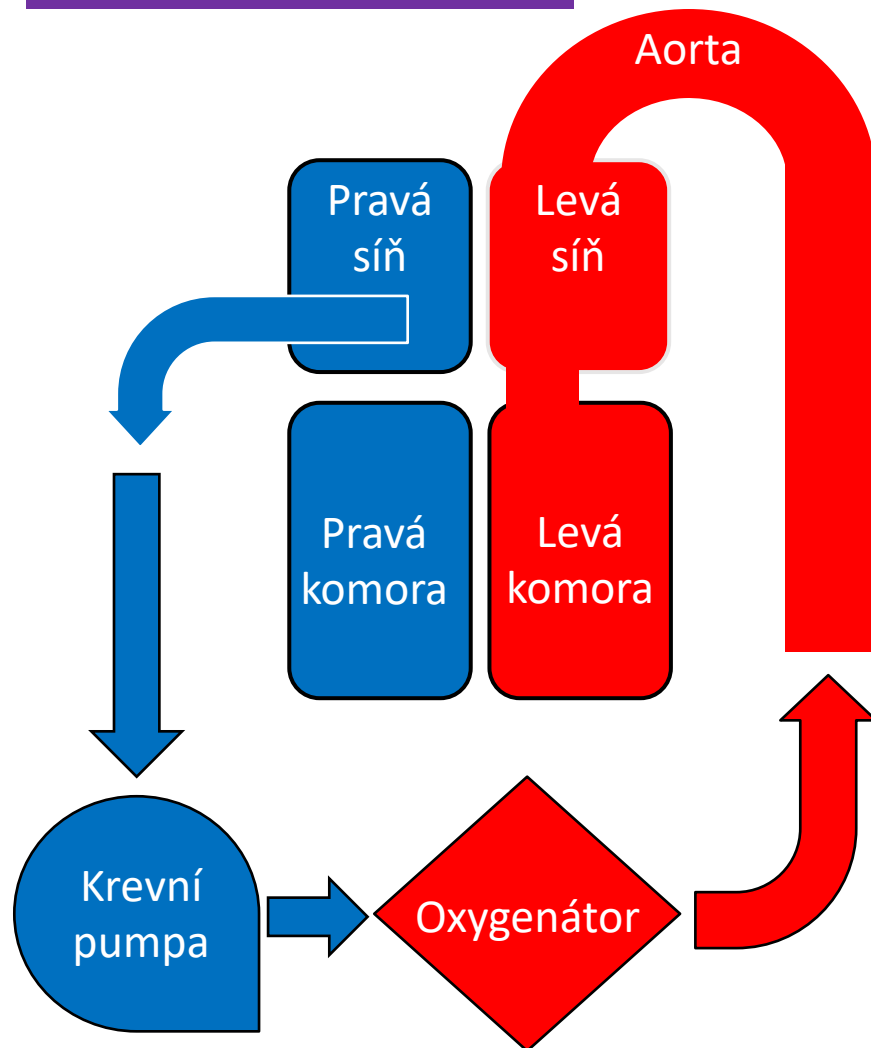 Aorta
Pravá
síň
Levá
síň
Pravá
komora
Levá
komora
Krevní
pumpa
Oxygenátor